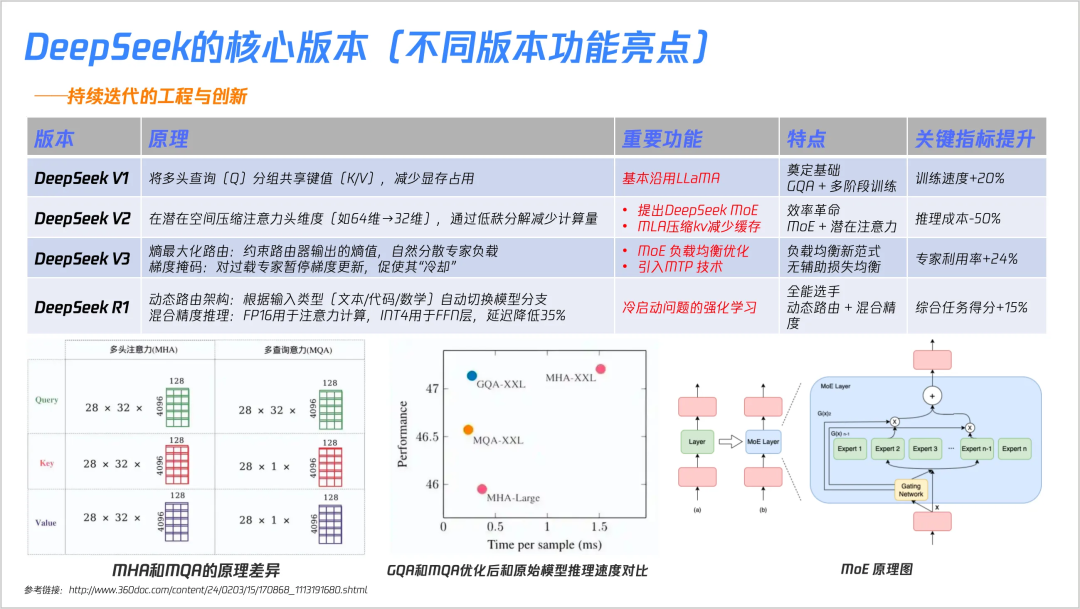 DeepSeek的核心版本（不同版本功能亮点）
——持续迭代的工程与创新
版本 原理 重要功能 特点 关键指标提升
DeepSeek V1
将多头查询（Q）分组共享键值（K/V），减少显存占用
基本沿用LLaMA
奠定基础
GQA + 多阶段训练
训练速度+20%
DeepSeek V2
在潜在空间压缩注意力头维度（如64维→32维），通过低秩分解减少计算量
• 提出DeepSeek MoE
• MLA压缩kv减少缓存
效率革命
MoE + 潜在注意力
推理成本-50%
DeepSeek V3
熵最大化路由：约束路由器输出的熵值，自然分散专家负载
梯度掩码：对过载专家暂停梯度更新，促使其“冷却”
• MoE 负载均衡优化
• 引入MTP 技术
负载均衡新范式
无辅助损失均衡
专家利用率+24%
DeepSeek R1
动态路由架构：根据输入类型（文本/代码/数学）自动切换模型分支
混合精度推理：FP16用于注意力计算，INT4用于FFN层，延迟降低35%
冷启动问题的强化学习
全能选手
动态路由 + 混合精
度
综合任务得分+15%
多头注意力(MHA) 多查询意力(MQA)
Query
28 × 32 ×
128
4096
28 × 32 ×
128
4096
Key
28 × 32 ×
128
4096
28 × 1 ×
128
4096
Value
28 × 32 ×
128
4096
28 × 1 ×
128
4096
MHA和MQA的原理差异
Performance
47
46.5
46
GQA-XXL
MHA-XXL
MQA-XXL
MHA-Large
0 0.5 1 1.5
Time per sample (ms)
GQA和MQA优化后和原始模型推理速度对比
Layer
(a)
MoE Layer
(b)
MoE Layer
+
G(x)2
X
G(x) n-1
X
Expert 1 Expert 2 Expert 3 ... Expert n-1 Expert n
Gating
Network
x
MoE 原理图
参考链接：http://www.360doc.com/content/24/0203/15/170868_1113191680.shtml